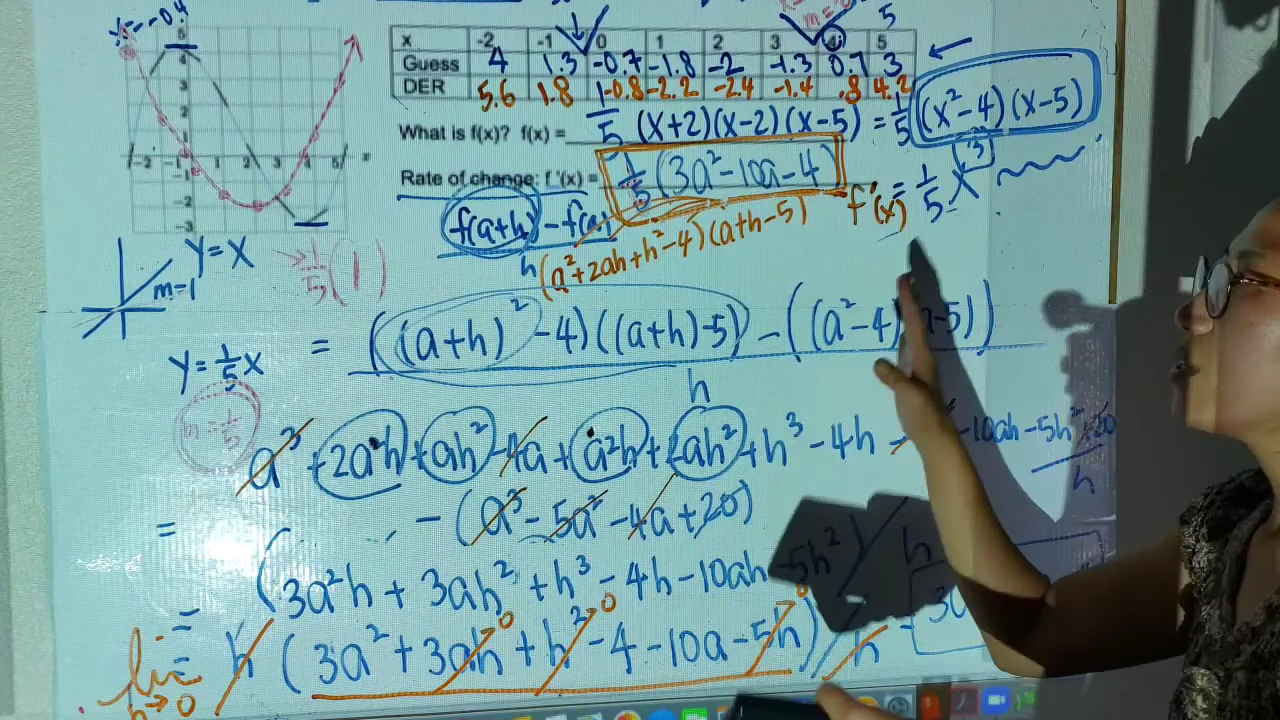 x=-0.4
m=
5
x -2 -1 0 1 2 3 4 5
Guess 4 1.3 -0.7 -1.8 -2 -1.3 0.7 3
DER 5.6 1.8 -0.8 -2.2 -2.4 -1.4 .8 4.2
What is f(x)? f(x) = 1/5 (x+2)(x-2)(x-5) = 1/5 (x²-4)(x-5)
Rate of change: f'(x) = 1/5 (3a²-10a-4)
f'(x) = 1/5 x³
f(a+h) - f(a)
h
(a²+2ah+h²-4)(a+h-5)
y=x
m=1
1/5 (1)
= ((a+h)²-4)((a+h)-5) - ((a²-4)(a-5))
h
y=1/5 x
m=1/5
a³+2a²h+ah²-4a+a²h+2ah²+h³-4h - -10ah-5h²+20
h
= ( ... - (a³-5a²-4a+20)
= (3a²h+3ah²+h³-4h-10ah-5h²) / h
lim h→0 = h (3a²+3ah+h²-4-10a-5h) / h
0 0 0